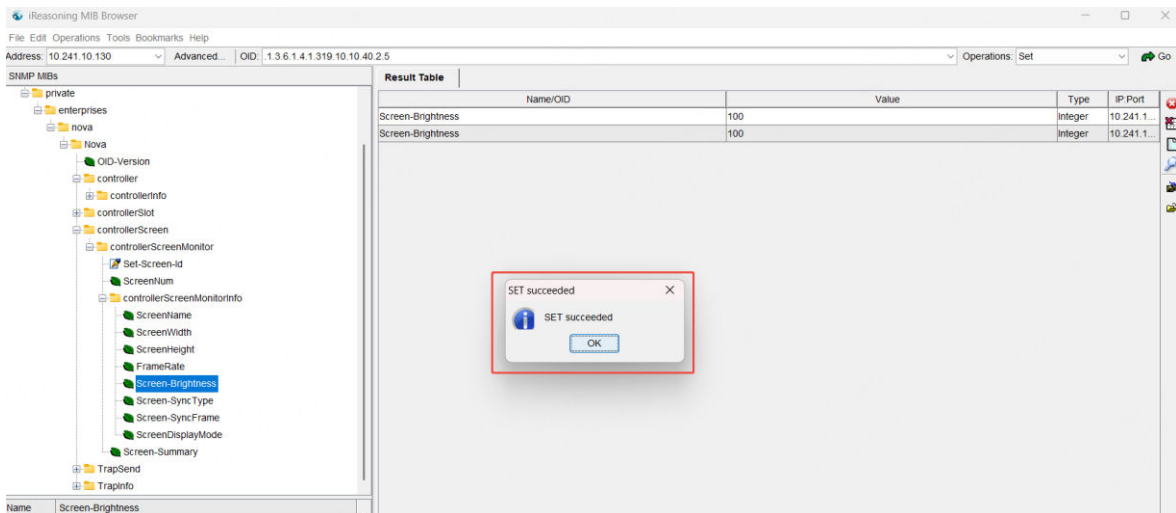 iReasoning MIB Browser
File Edit Operations Tools Bookmarks Help
Address: 10.241.10.130 Advanced... OID: .1.3.6.1.4.1.319.10.10.40.2.5 Operations: Set Go
SNMP MIBs
private
enterprises
nova
Nova
OID-Version
controller
controllerInfo
controllerSlot
controllerScreen
controllerScreenMonitor
Set-Screen-Id
ScreenNum
controllerScreenMonitorInfo
ScreenName
ScreenWidth
ScreenHeight
FrameRate
Screen-Brightness
Screen-SyncType
Screen-SyncFrame
ScreenDisplayMode
Screen-Summary
TrapSend
TrapInfo
Name Screen-Brightness
Result Table
Name/OID Value Type IP:Port
Screen-Brightness 100 Integer 10.241.1...
Screen-Brightness 100 Integer 10.241.1...
SET succeeded
SET succeeded
OK